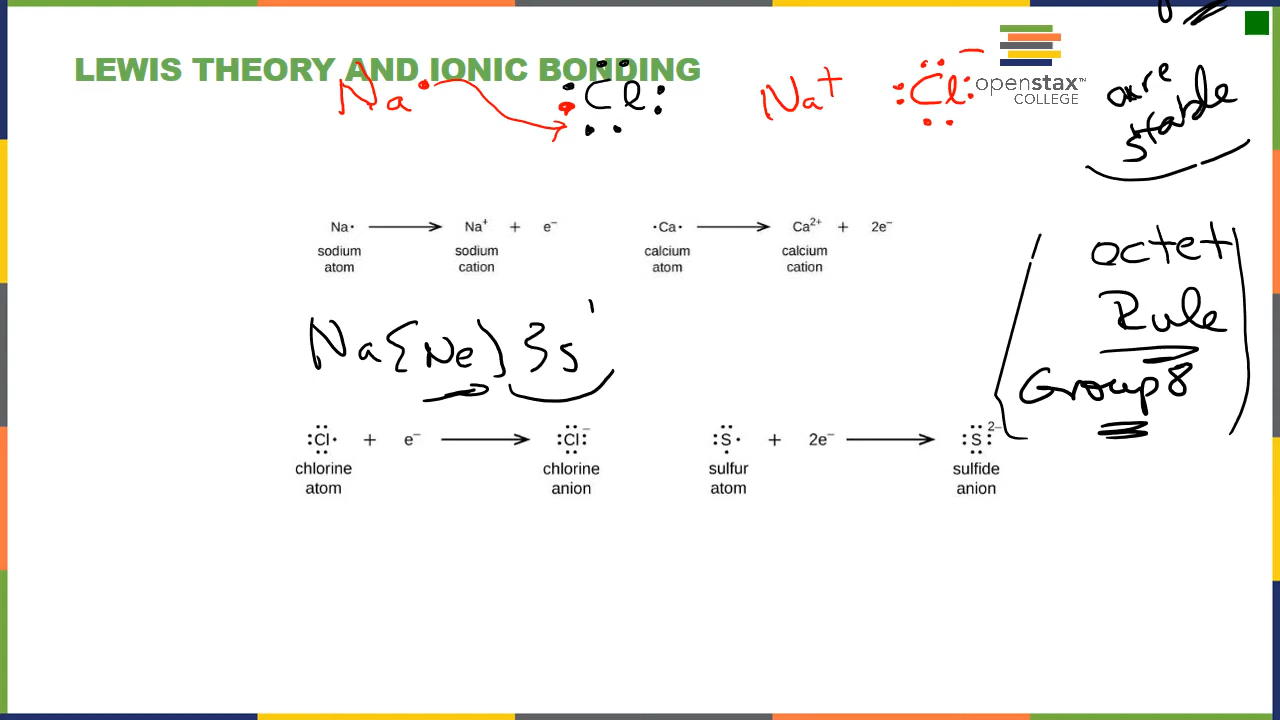 LEWIS THEORY AND IONIC BONDING
Na Cl Na+ Cl−
openstax™
COLLEGE
are
stable
Na· Na+ + e− ·Ca· Ca2+ + 2e−
sodium atom sodium cation calcium atom calcium cation
octet
Rule
Group 8
Na{Ne} 3s1
Cl· + e− Cl− S· + 2e− S2−
chlorine atom chlorine anion sulfur atom sulfide anion